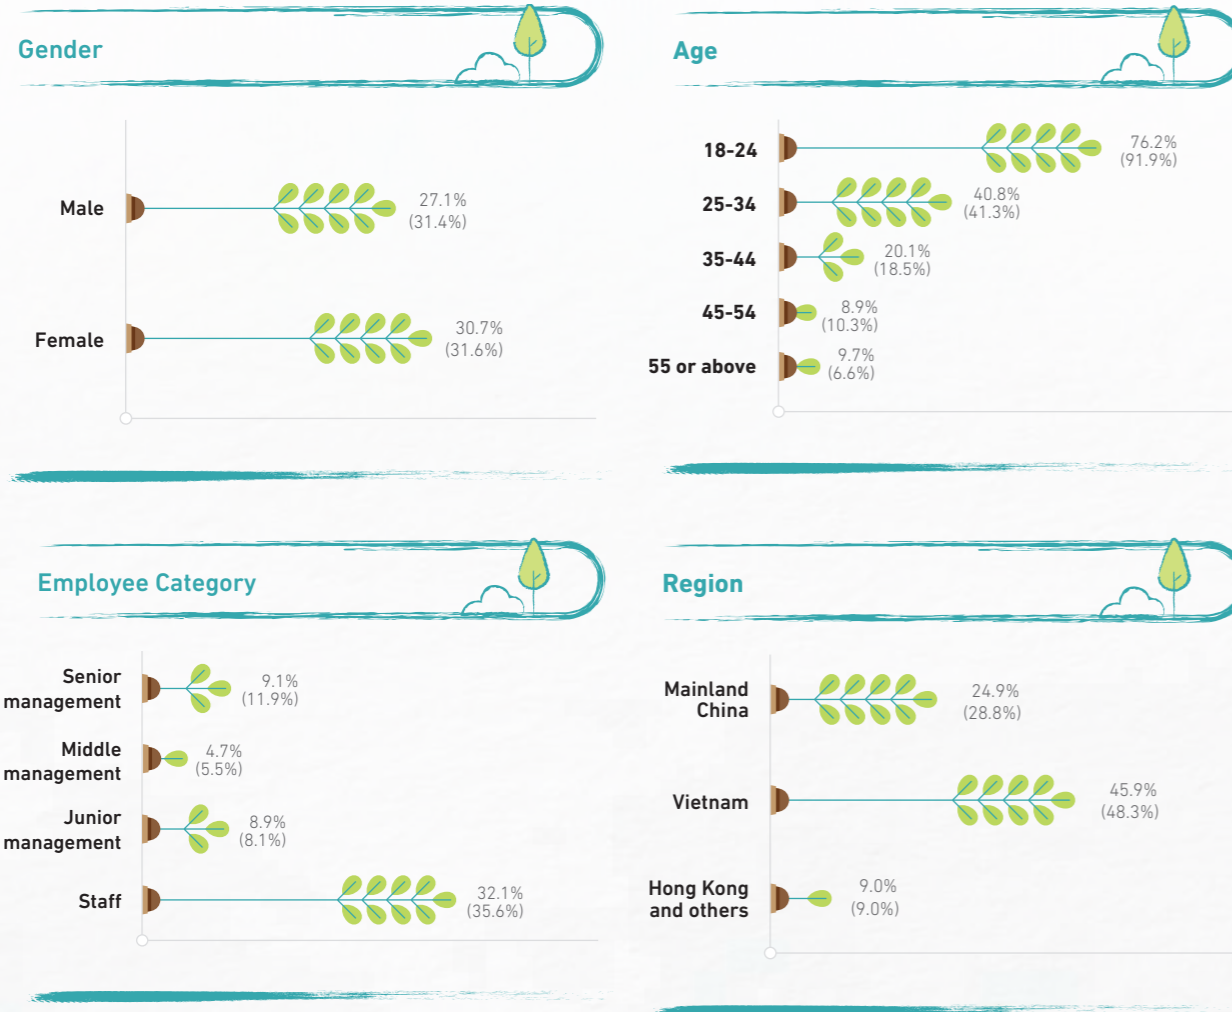 Gender
Male
27.1%
(31.4%)
Female
30.7%
(31.6%)
Age
18-24
76.2%
(91.9%)
25-34
40.8%
(41.3%)
35-44
20.1%
(18.5%)
45-54
8.9%
(10.3%)
55 or above
9.7%
(6.6%)
Employee Category
Senior
management
9.1%
(11.9%)
Middle
management
4.7%
(5.5%)
Junior
management
8.9%
(8.1%)
Staff
32.1%
(35.6%)
Region
Mainland
China
24.9%
(28.8%)
Vietnam
45.9%
(48.3%)
Hong Kong
and others
9.0%
(9.0%)